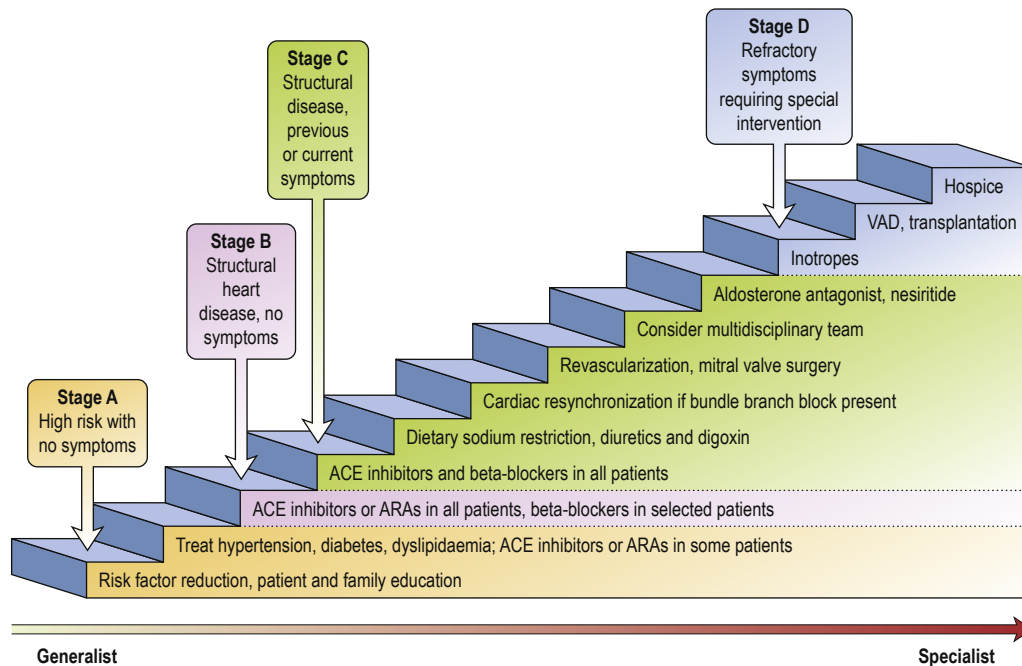 Stage A
High risk with
no symptoms
Stage B
Structural
heart
disease, no
symptoms
Stage C
Structural
disease,
previous
or current
symptoms
Stage D
Refractory
symptoms
requiring special
intervention
Hospice
VAD, transplantation
Inotropes
Aldosterone antagonist, nesiritide
Consider multidisciplinary team
Revascularization, mitral valve surgery
Cardiac resynchronization if bundle branch block present
Dietary sodium restriction, diuretics and digoxin
ACE inhibitors and beta-blockers in all patients
ACE inhibitors or ARAs in all patients, beta-blockers in selected patients
Treat hypertension, diabetes, dyslipidaemia; ACE inhibitors or ARAs in some patients
Risk factor reduction, patient and family education
Generalist
Specialist